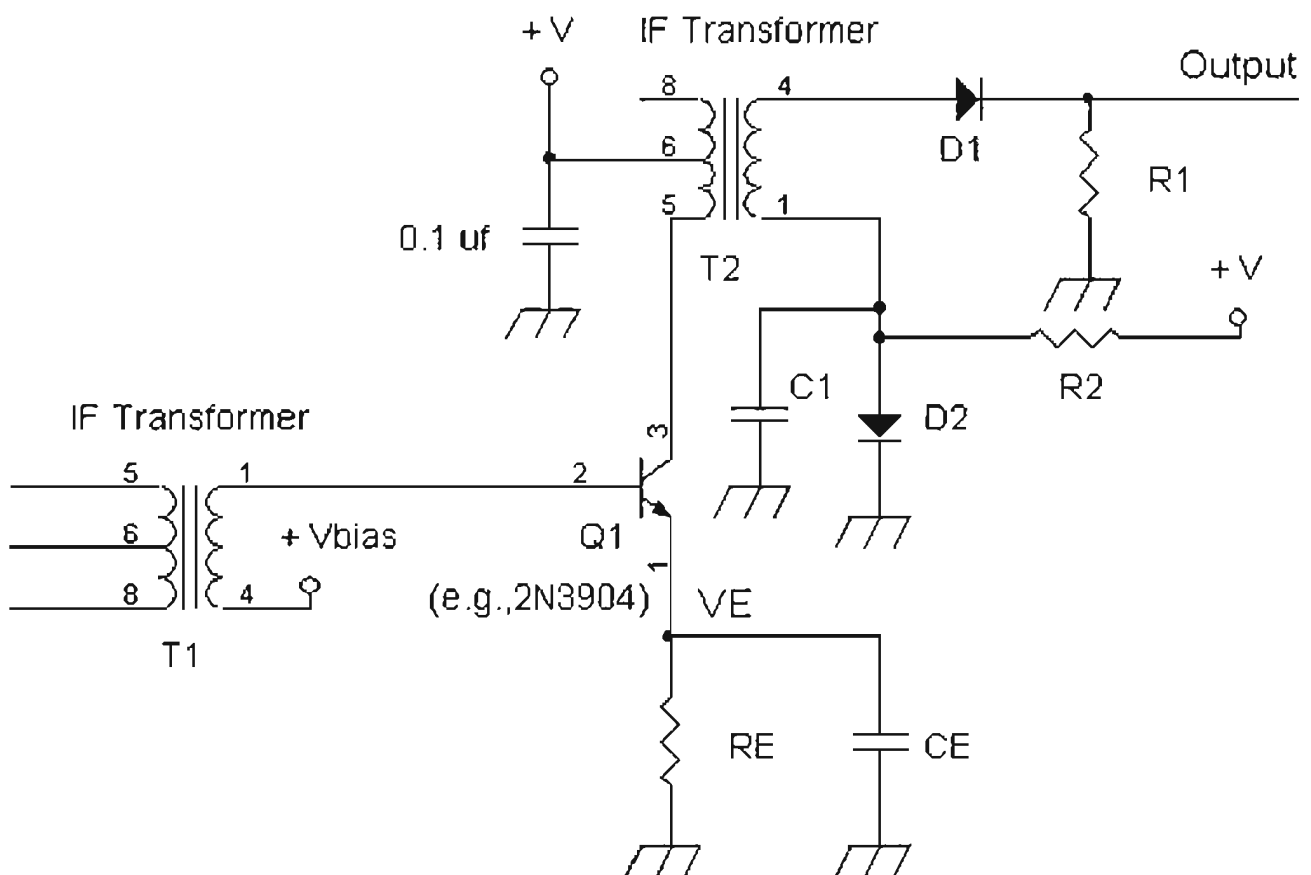 + V
IF Transformer
Output
8
4
D1
6
R1
5
1
0.1 uf
T2
+ V
C1
R2
D2
IF Transformer
3
5
1
2
6
+ Vbias
Q1
8
4
1
(e.g.,2N3904)
VE
T1
RE
CE